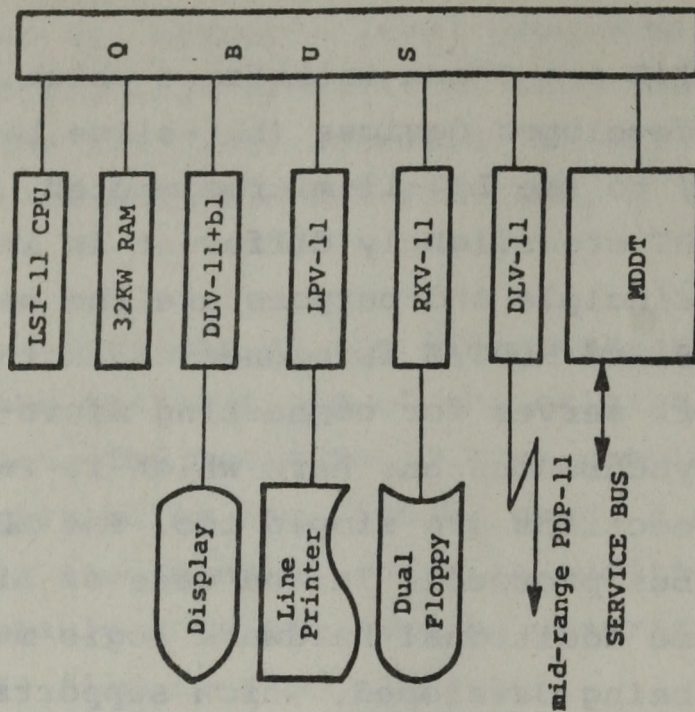 Q B U S
LSI-11 CPU
32KW RAM
DLV-11+b1
LPV-11
RXV-11
DLV-11
MDDT
Display
Line
Printer
Dual
Floppy
mid-range PDP-11
SERVICE BUS